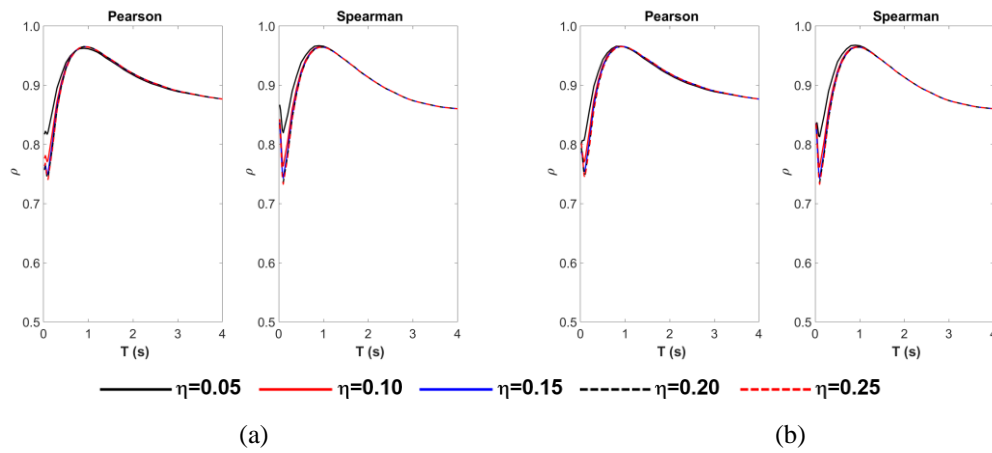 Pearson Spearman Pearson Spearman
1.0 1.0 1.0 1.0
0.9 0.9 0.9 0.9
0.8 0.8 0.8 0.8
ρ ρ ρ ρ
0.7 0.7 0.7 0.7
0.6 0.6 0.6 0.6
0.5 0.5 0.5 0.5
0 1 2 3 4 0 1 2 3 4 0 1 2 3 4 0 1 2 3 4
T (s) T (s) T (s) T (s)
η=0.05 η=0.10 η=0.15 η=0.20 η=0.25
(a) (b)